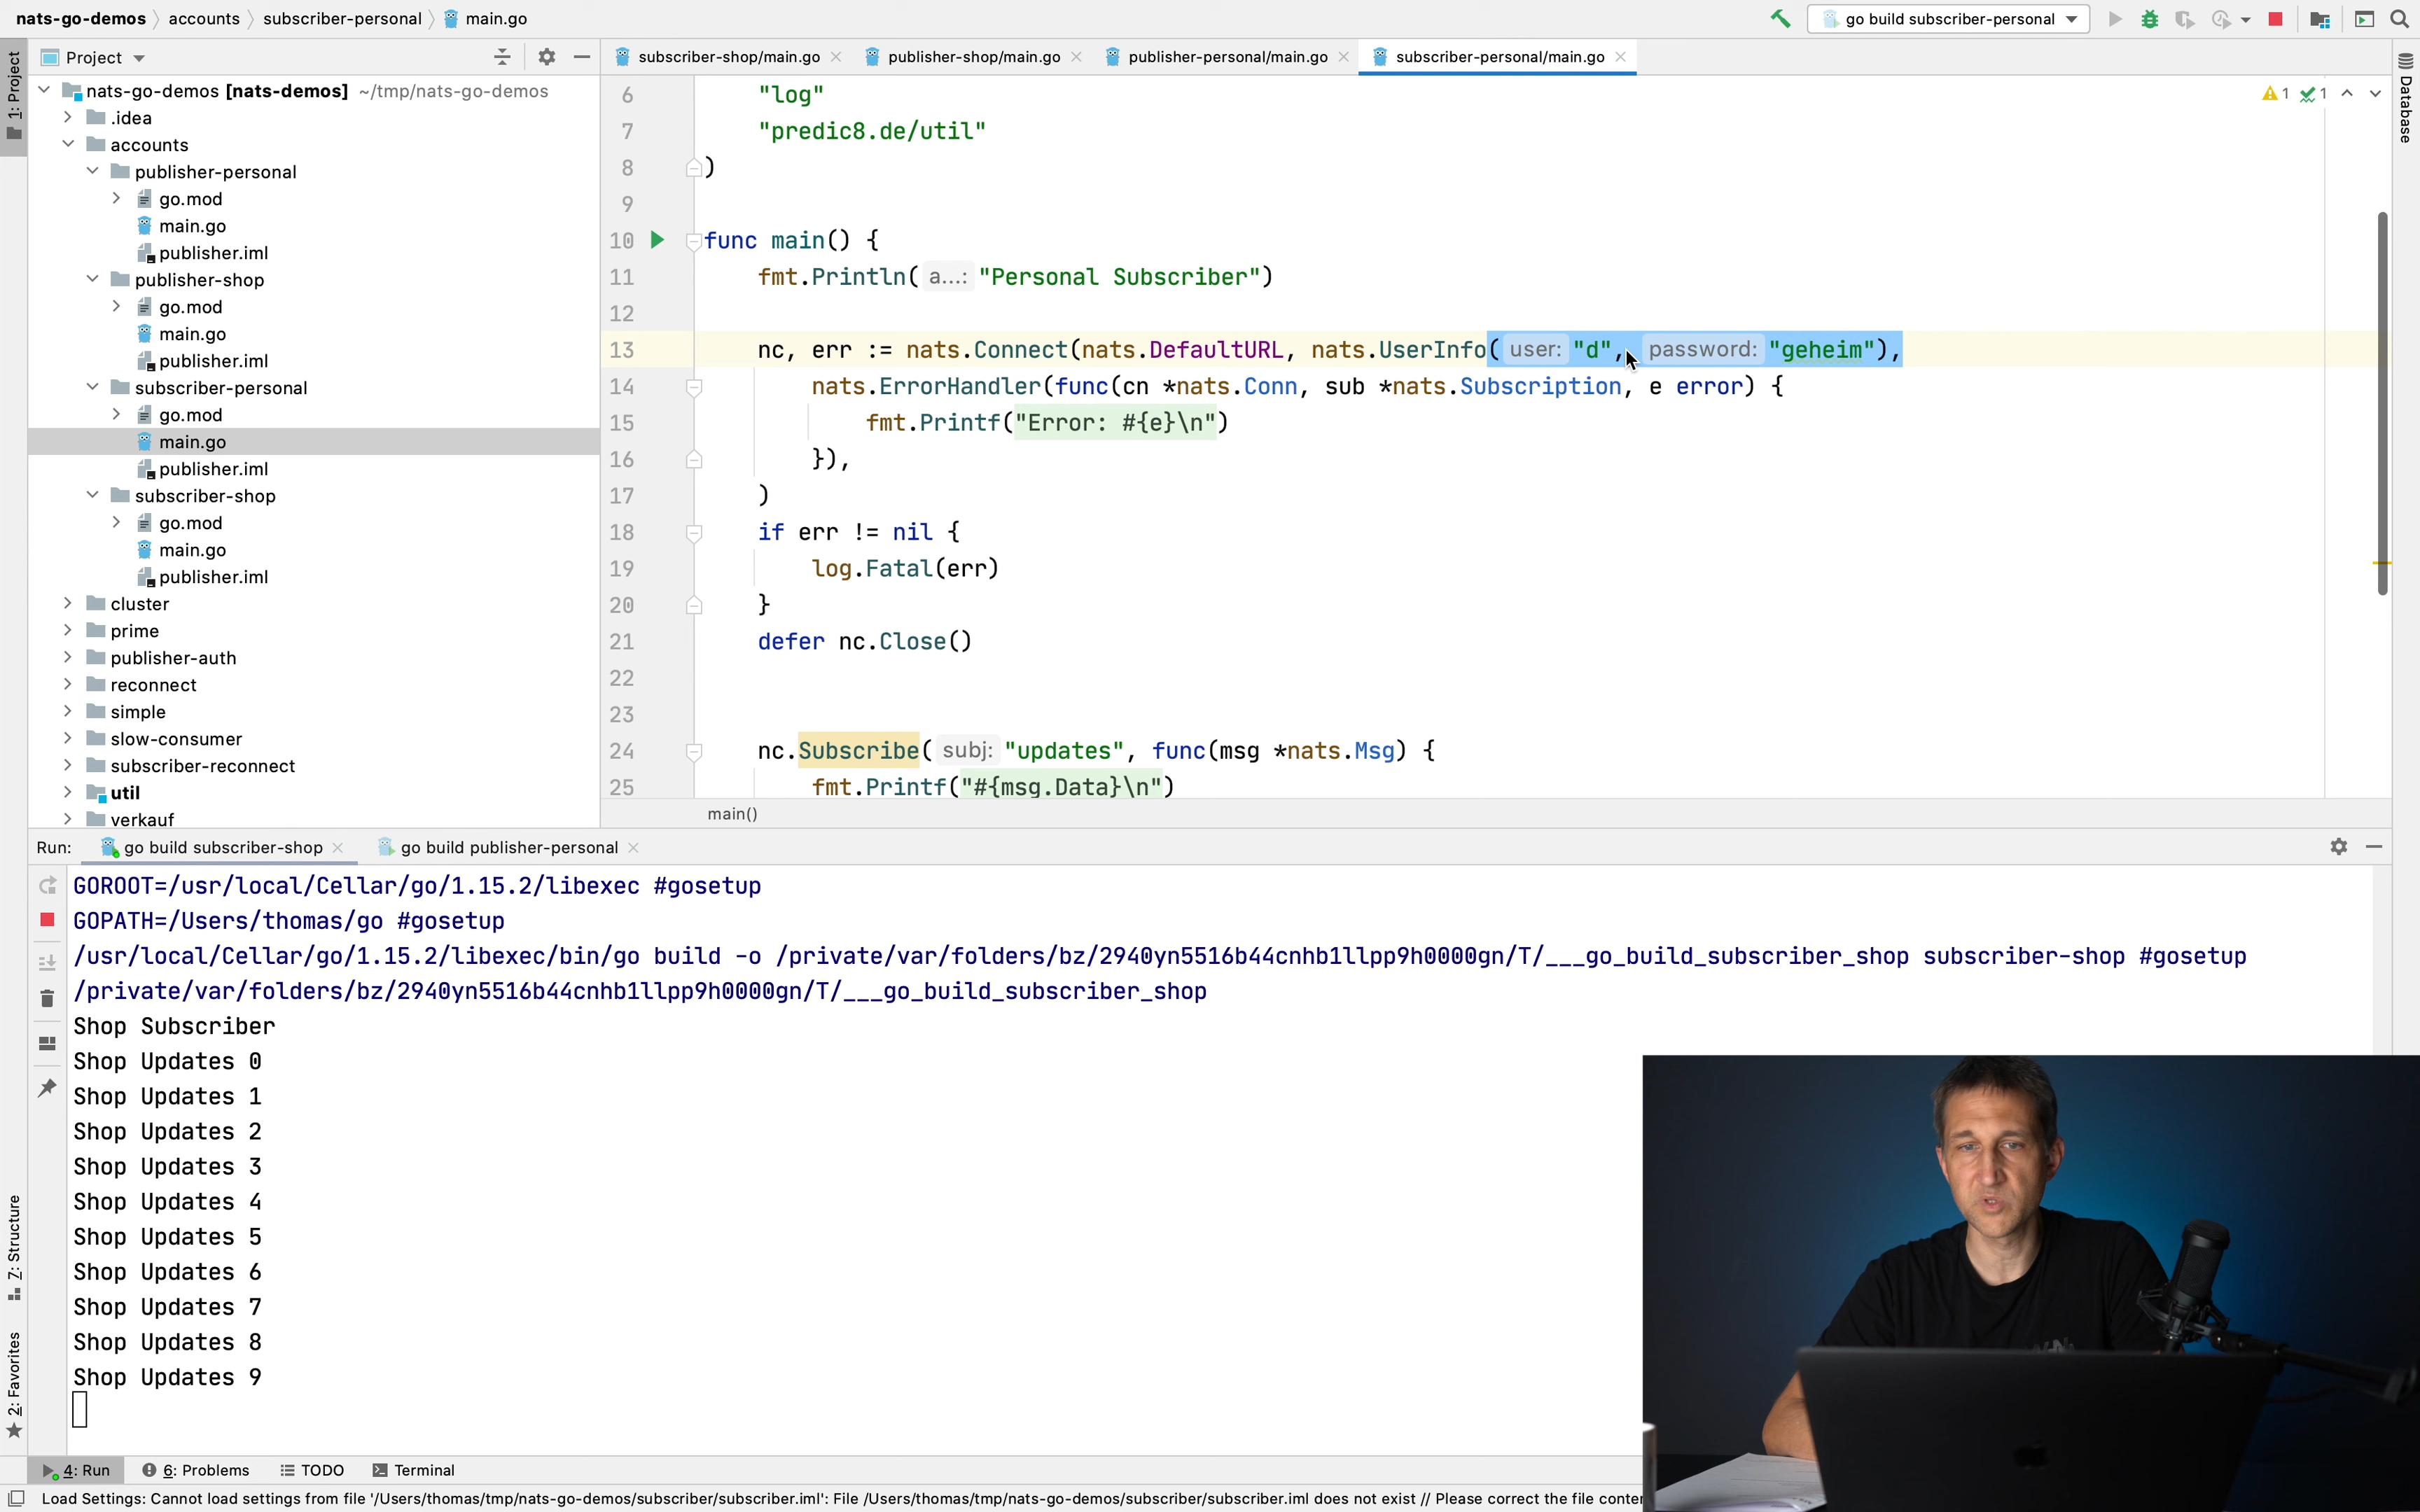 nats-go-demos accounts subscriber-personal main.go
go build subscriber-personal
Project
subscriber-shop/main.go publisher-shop/main.go publisher-personal/main.go subscriber-personal/main.go
1: Project
Database
nats-go-demos [nats-demos] ~/tmp/nats-go-demos
.idea
accounts
publisher-personal
go.mod
main.go
publisher.iml
publisher-shop
go.mod
main.go
publisher.iml
subscriber-personal
go.mod
main.go
publisher.iml
subscriber-shop
go.mod
main.go
publisher.iml
cluster
prime
publisher-auth
reconnect
simple
slow-consumer
subscriber-reconnect
util
verkauf
1 1
6 "log"
7 "predic8.de/util"
8 )
9
10 func main() {
11 fmt.Println( a...: "Personal Subscriber")
12
13 nc, err := nats.Connect(nats.DefaultURL, nats.UserInfo( user: "d", password: "geheim"),
14 nats.ErrorHandler(func(cn *nats.Conn, sub *nats.Subscription, e error) {
15 fmt.Printf("Error: #{e}\n")
16 }),
17 )
18 if err != nil {
19 log.Fatal(err)
20 }
21 defer nc.Close()
22
23
24 nc.Subscribe( subj: "updates", func(msg *nats.Msg) {
25 fmt.Printf("#{msg.Data}\n")
main()
Run: go build subscriber-shop go build publisher-personal
GOROOT=/usr/local/Cellar/go/1.15.2/libexec #gosetup
GOPATH=/Users/thomas/go #gosetup
/usr/local/Cellar/go/1.15.2/libexec/bin/go build -o /private/var/folders/bz/2940yn5516b44cnhb1llpp9h0000gn/T/___go_build_subscriber_shop subscriber-shop #gosetup
/private/var/folders/bz/2940yn5516b44cnhb1llpp9h0000gn/T/___go_build_subscriber_shop
Shop Subscriber
Shop Updates 0
Shop Updates 1
Shop Updates 2
Shop Updates 3
Shop Updates 4
Shop Updates 5
Shop Updates 6
Shop Updates 7
Shop Updates 8
Shop Updates 9
7: Structure
2: Favorites
4: Run 6: Problems TODO Terminal
Load Settings: Cannot load settings from file '/Users/thomas/tmp/nats-go-demos/subscriber/subscriber.iml': File /Users/thomas/tmp/nats-go-demos/subscriber/subscriber.iml does not exist // Please correct the file